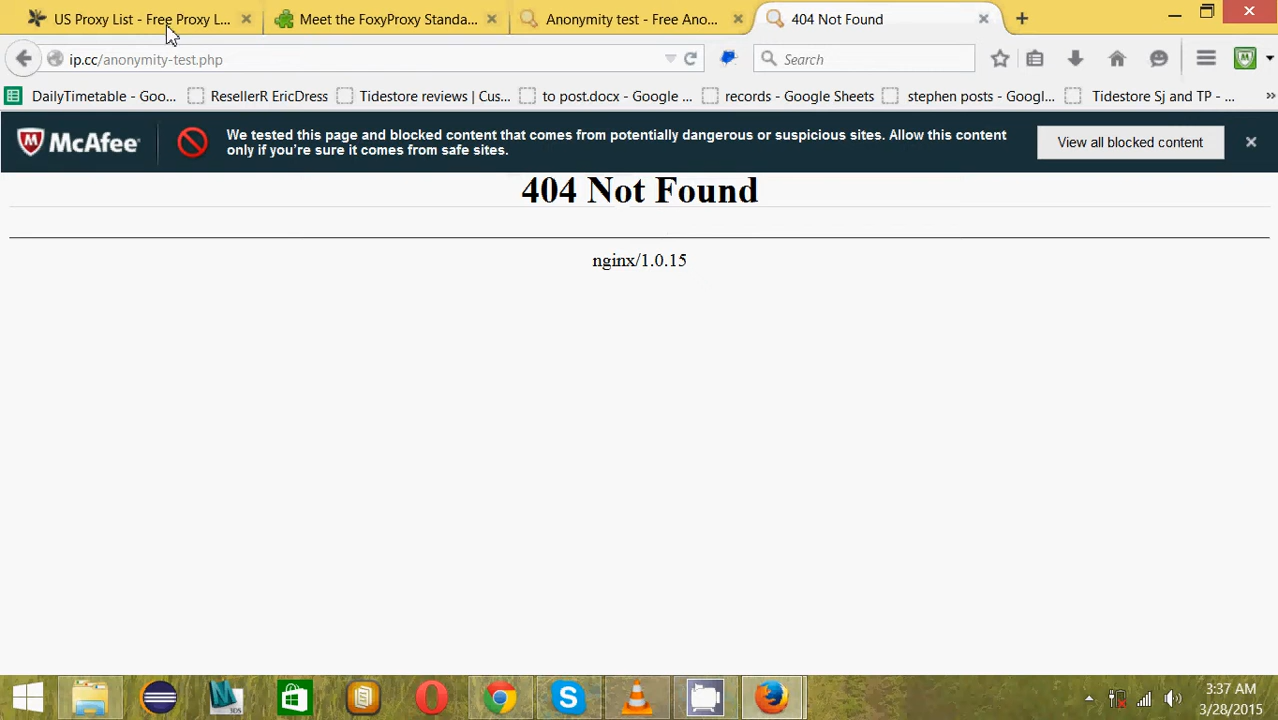 US Proxy List - Free Proxy L...
Meet the FoxyProxy Standa...
Anonymity test - Free Ano...
404 Not Found
ip.cc/anonymity-test.php
Search
DailyTimetable - Goo...
ResellerR EricDress
Tidestore reviews | Cus...
to post.docx - Google ...
records - Google Sheets
stephen posts - Googl...
Tidestore Sj and TP - ...
McAfee
We tested this page and blocked content that comes from potentially dangerous or suspicious sites. Allow this content
only if you're sure it comes from safe sites.
View all blocked content
404 Not Found
nginx/1.0.15
SDS
3:37 AM
3/28/2015